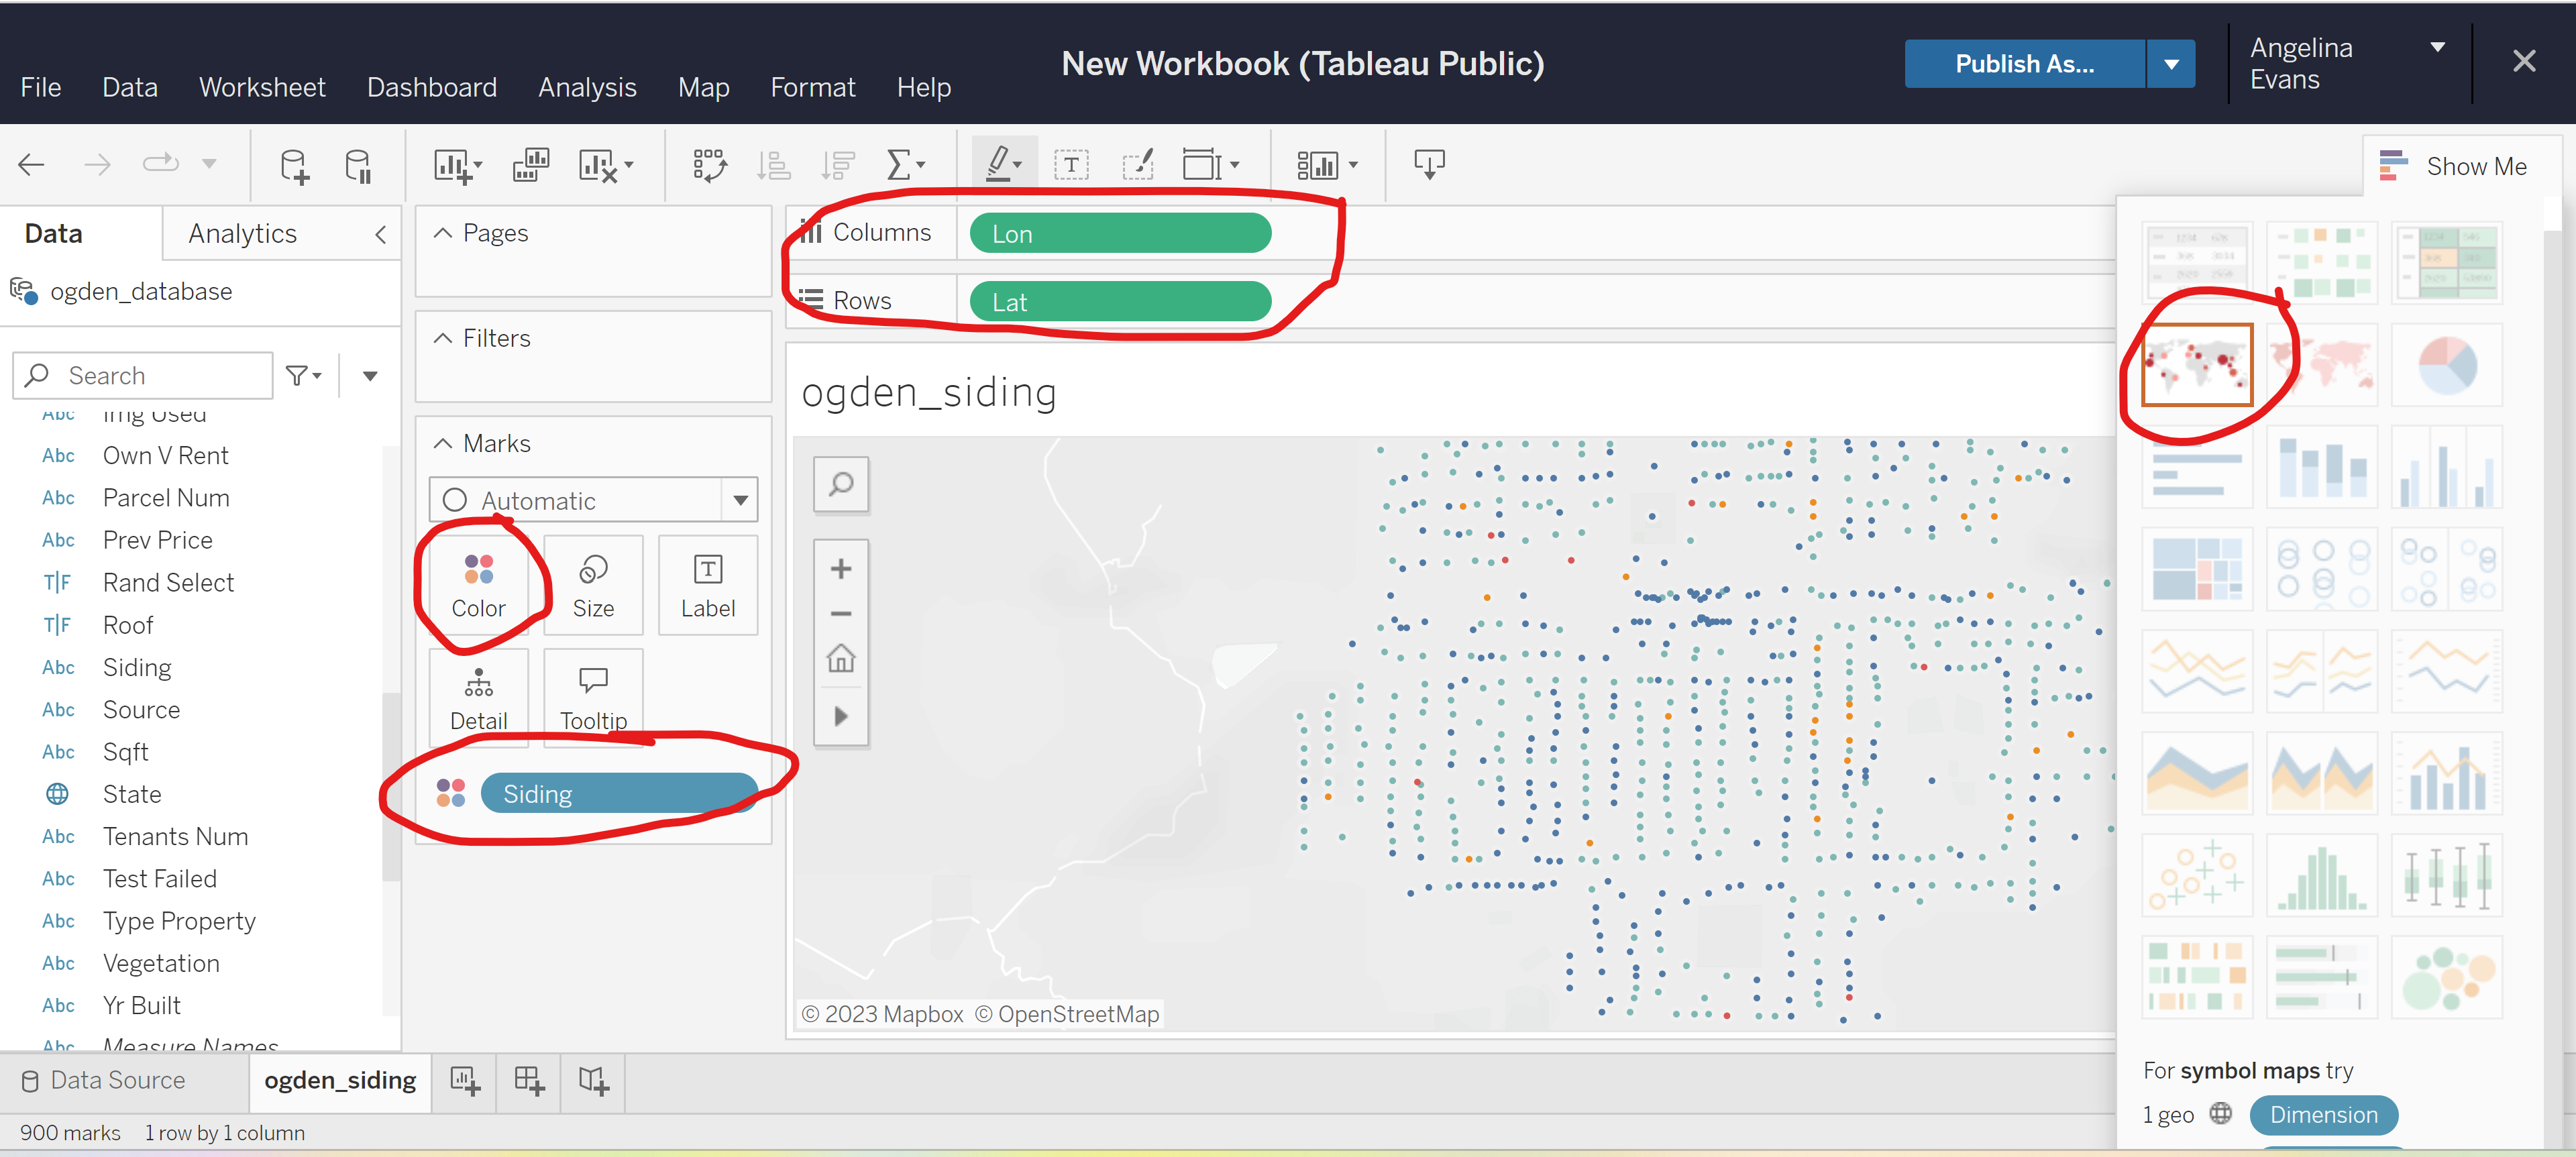 New Workbook (Tableau Public)
Publish As...
Angelina
Evans
File Data Worksheet Dashboard Analysis Map Format Help
Show Me
Data Analytics
ogden_database
Search
Img Used
Own V Rent
Parcel Num
Prev Price
Rand Select
Roof
Siding
Source
Sqft
State
Tenants Num
Test Failed
Type Property
Vegetation
Yr Built
Measure Names
Abc
Abc
Abc
Abc
T|F
T|F
Abc
Abc
Abc
Abc
Abc
Abc
Abc
Abc
Abc
Pages
Filters
Marks
Automatic
Color Size Label
Detail Tooltip
Siding
Columns Lon
Rows Lat
ogden_siding
© 2023 Mapbox © OpenStreetMap
For symbol maps try
1 geo Dimension
Data Source ogden_siding
900 marks 1 row by 1 column